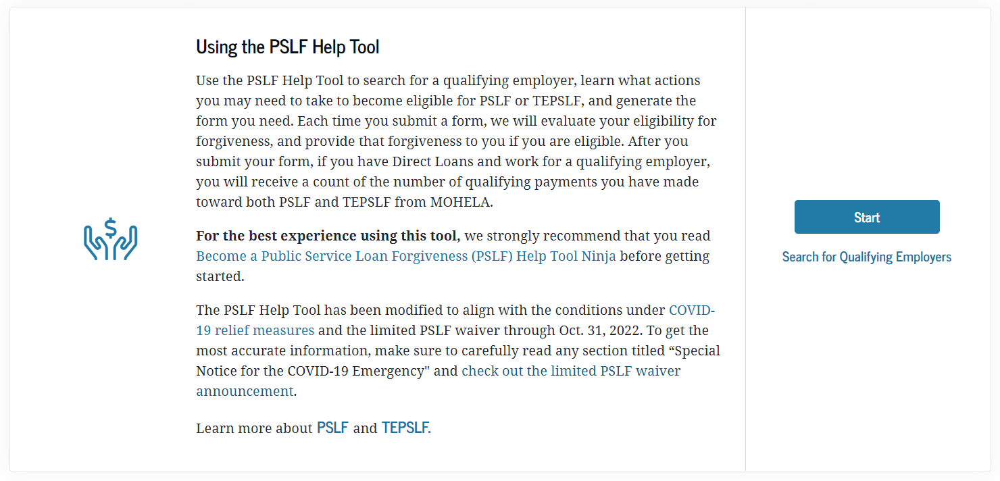 Using the PSLF Help Tool
Use the PSLF Help Tool to search for a qualifying employer, learn what actions
you may need to take to become eligible for PSLF or TEPSLF, and generate the
form you need. Each time you submit a form, we will evaluate your eligibility for
forgiveness, and provide that forgiveness to you if you are eligible. After you
submit your form, if you have Direct Loans and work for a qualifying employer,
you will receive a count of the number of qualifying payments you have made
toward both PSLF and TEPSLF from MOHELA.
For the best experience using this tool, we strongly recommend that you read
Become a Public Service Loan Forgiveness (PSLF) Help Tool Ninja before getting
started.
The PSLF Help Tool has been modified to align with the conditions under COVID-
19 relief measures and the limited PSLF waiver through Oct. 31, 2022. To get the
most accurate information, make sure to carefully read any section titled “Special
Notice for the COVID-19 Emergency" and check out the limited PSLF waiver
announcement.
Learn more about PSLF and TEPSLF.
$
Start
Search for Qualifying Employers